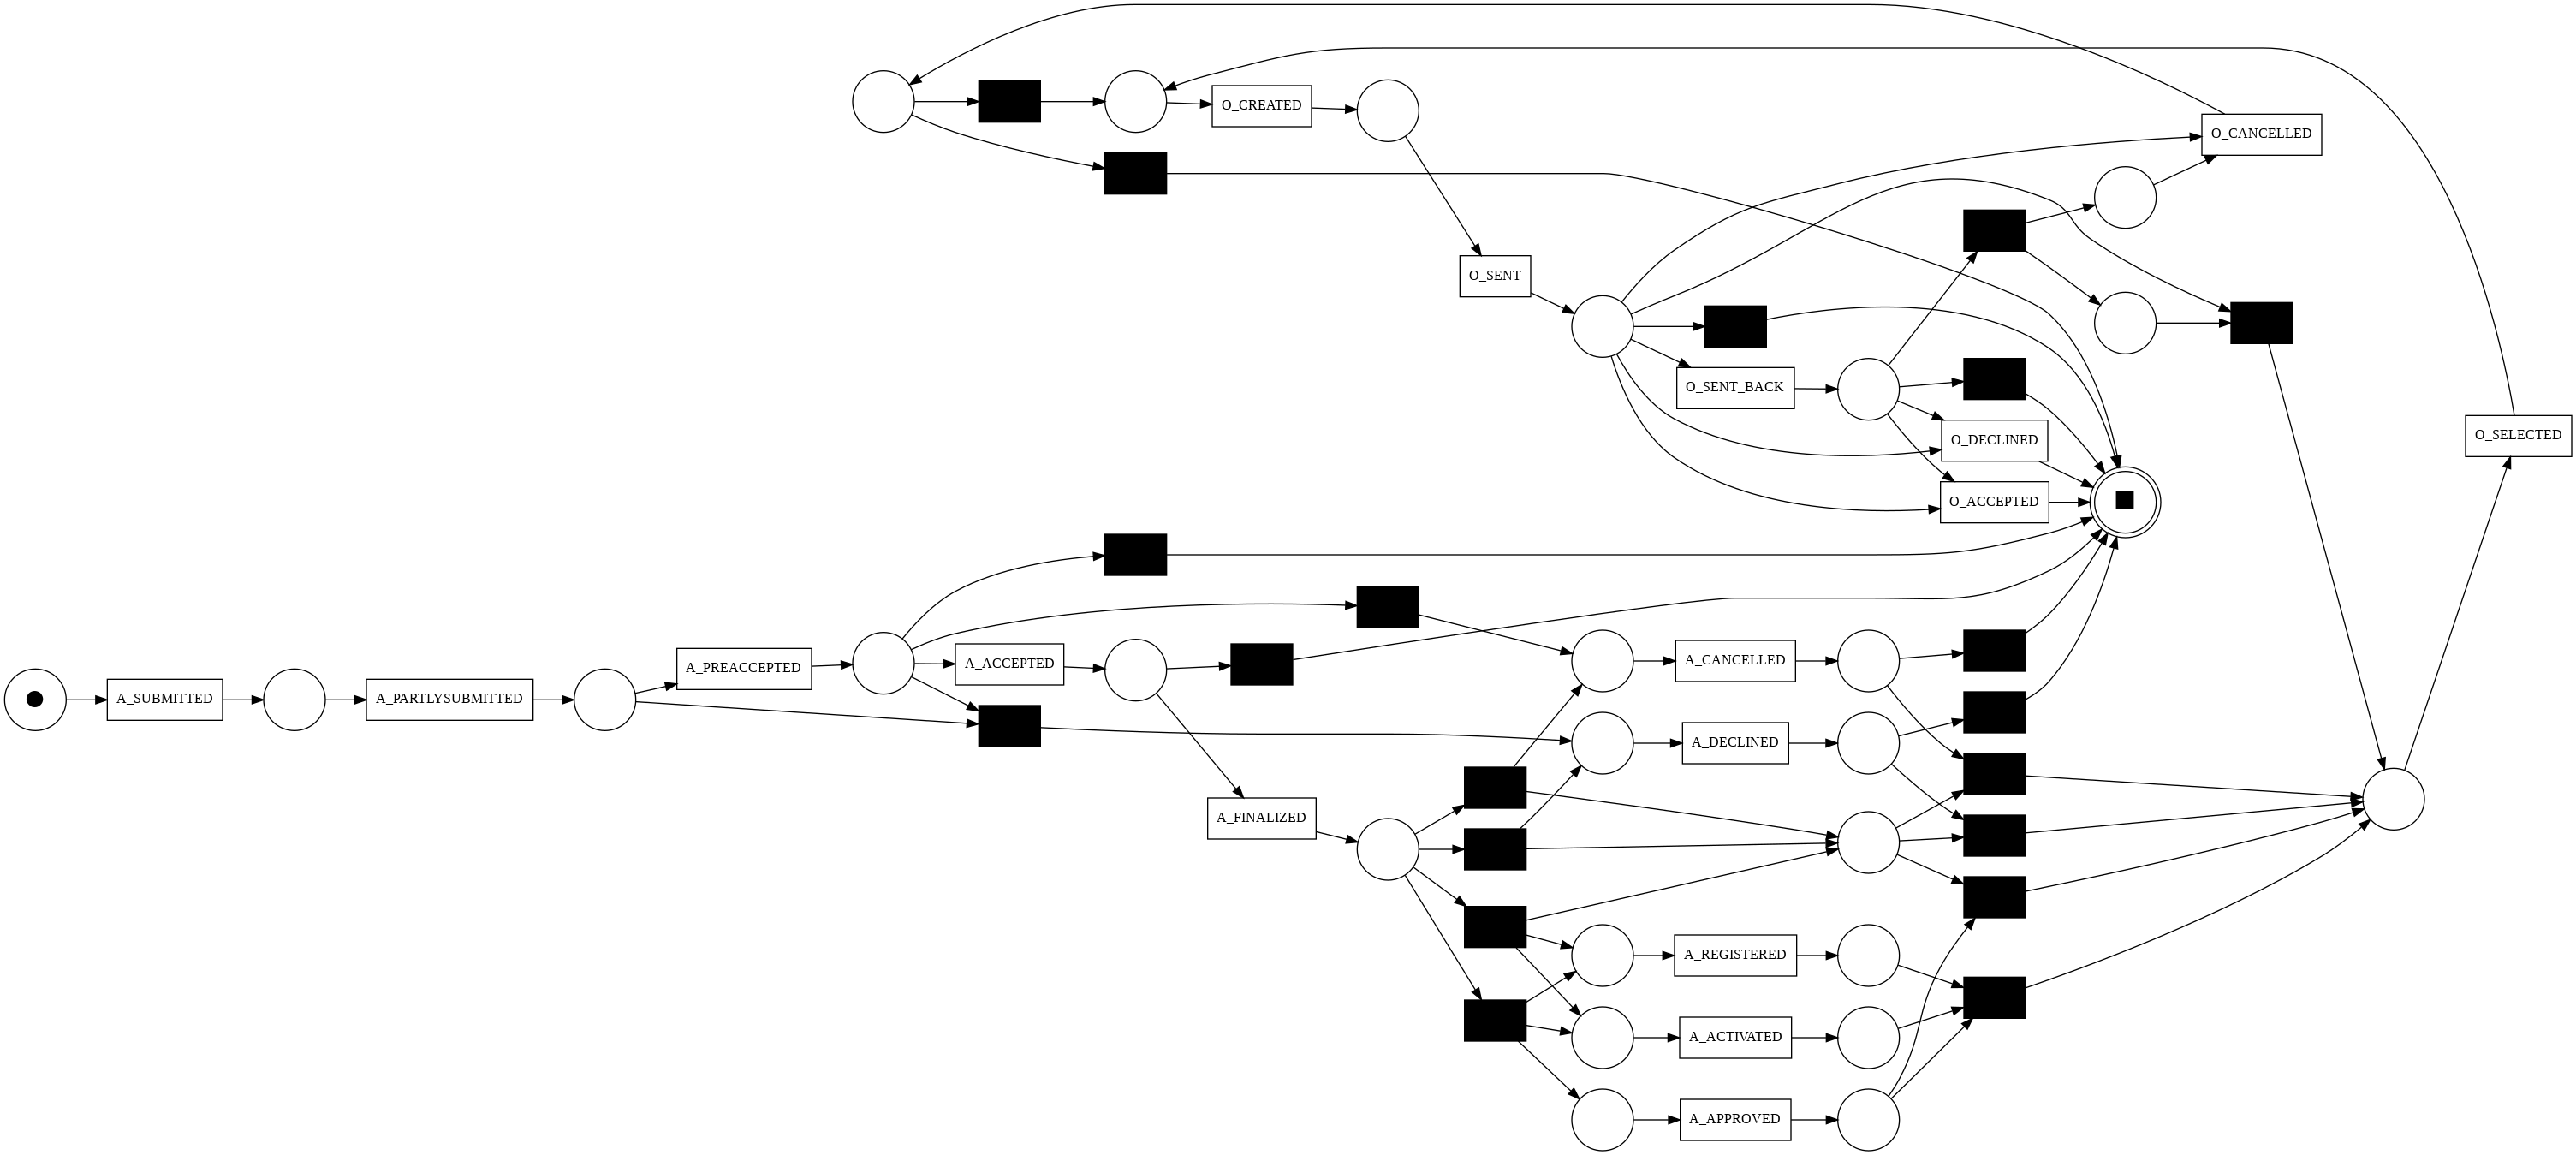 O_CREATED
O_CANCELLED
O_SENT
O_SENT_BACK
O_DECLINED
O_SELECTED
O_ACCEPTED
A_SUBMITTED
A_PARTLYSUBMITTED
A_PREACCEPTED
A_ACCEPTED
A_CANCELLED
A_DECLINED
A_FINALIZED
A_REGISTERED
A_ACTIVATED
A_APPROVED